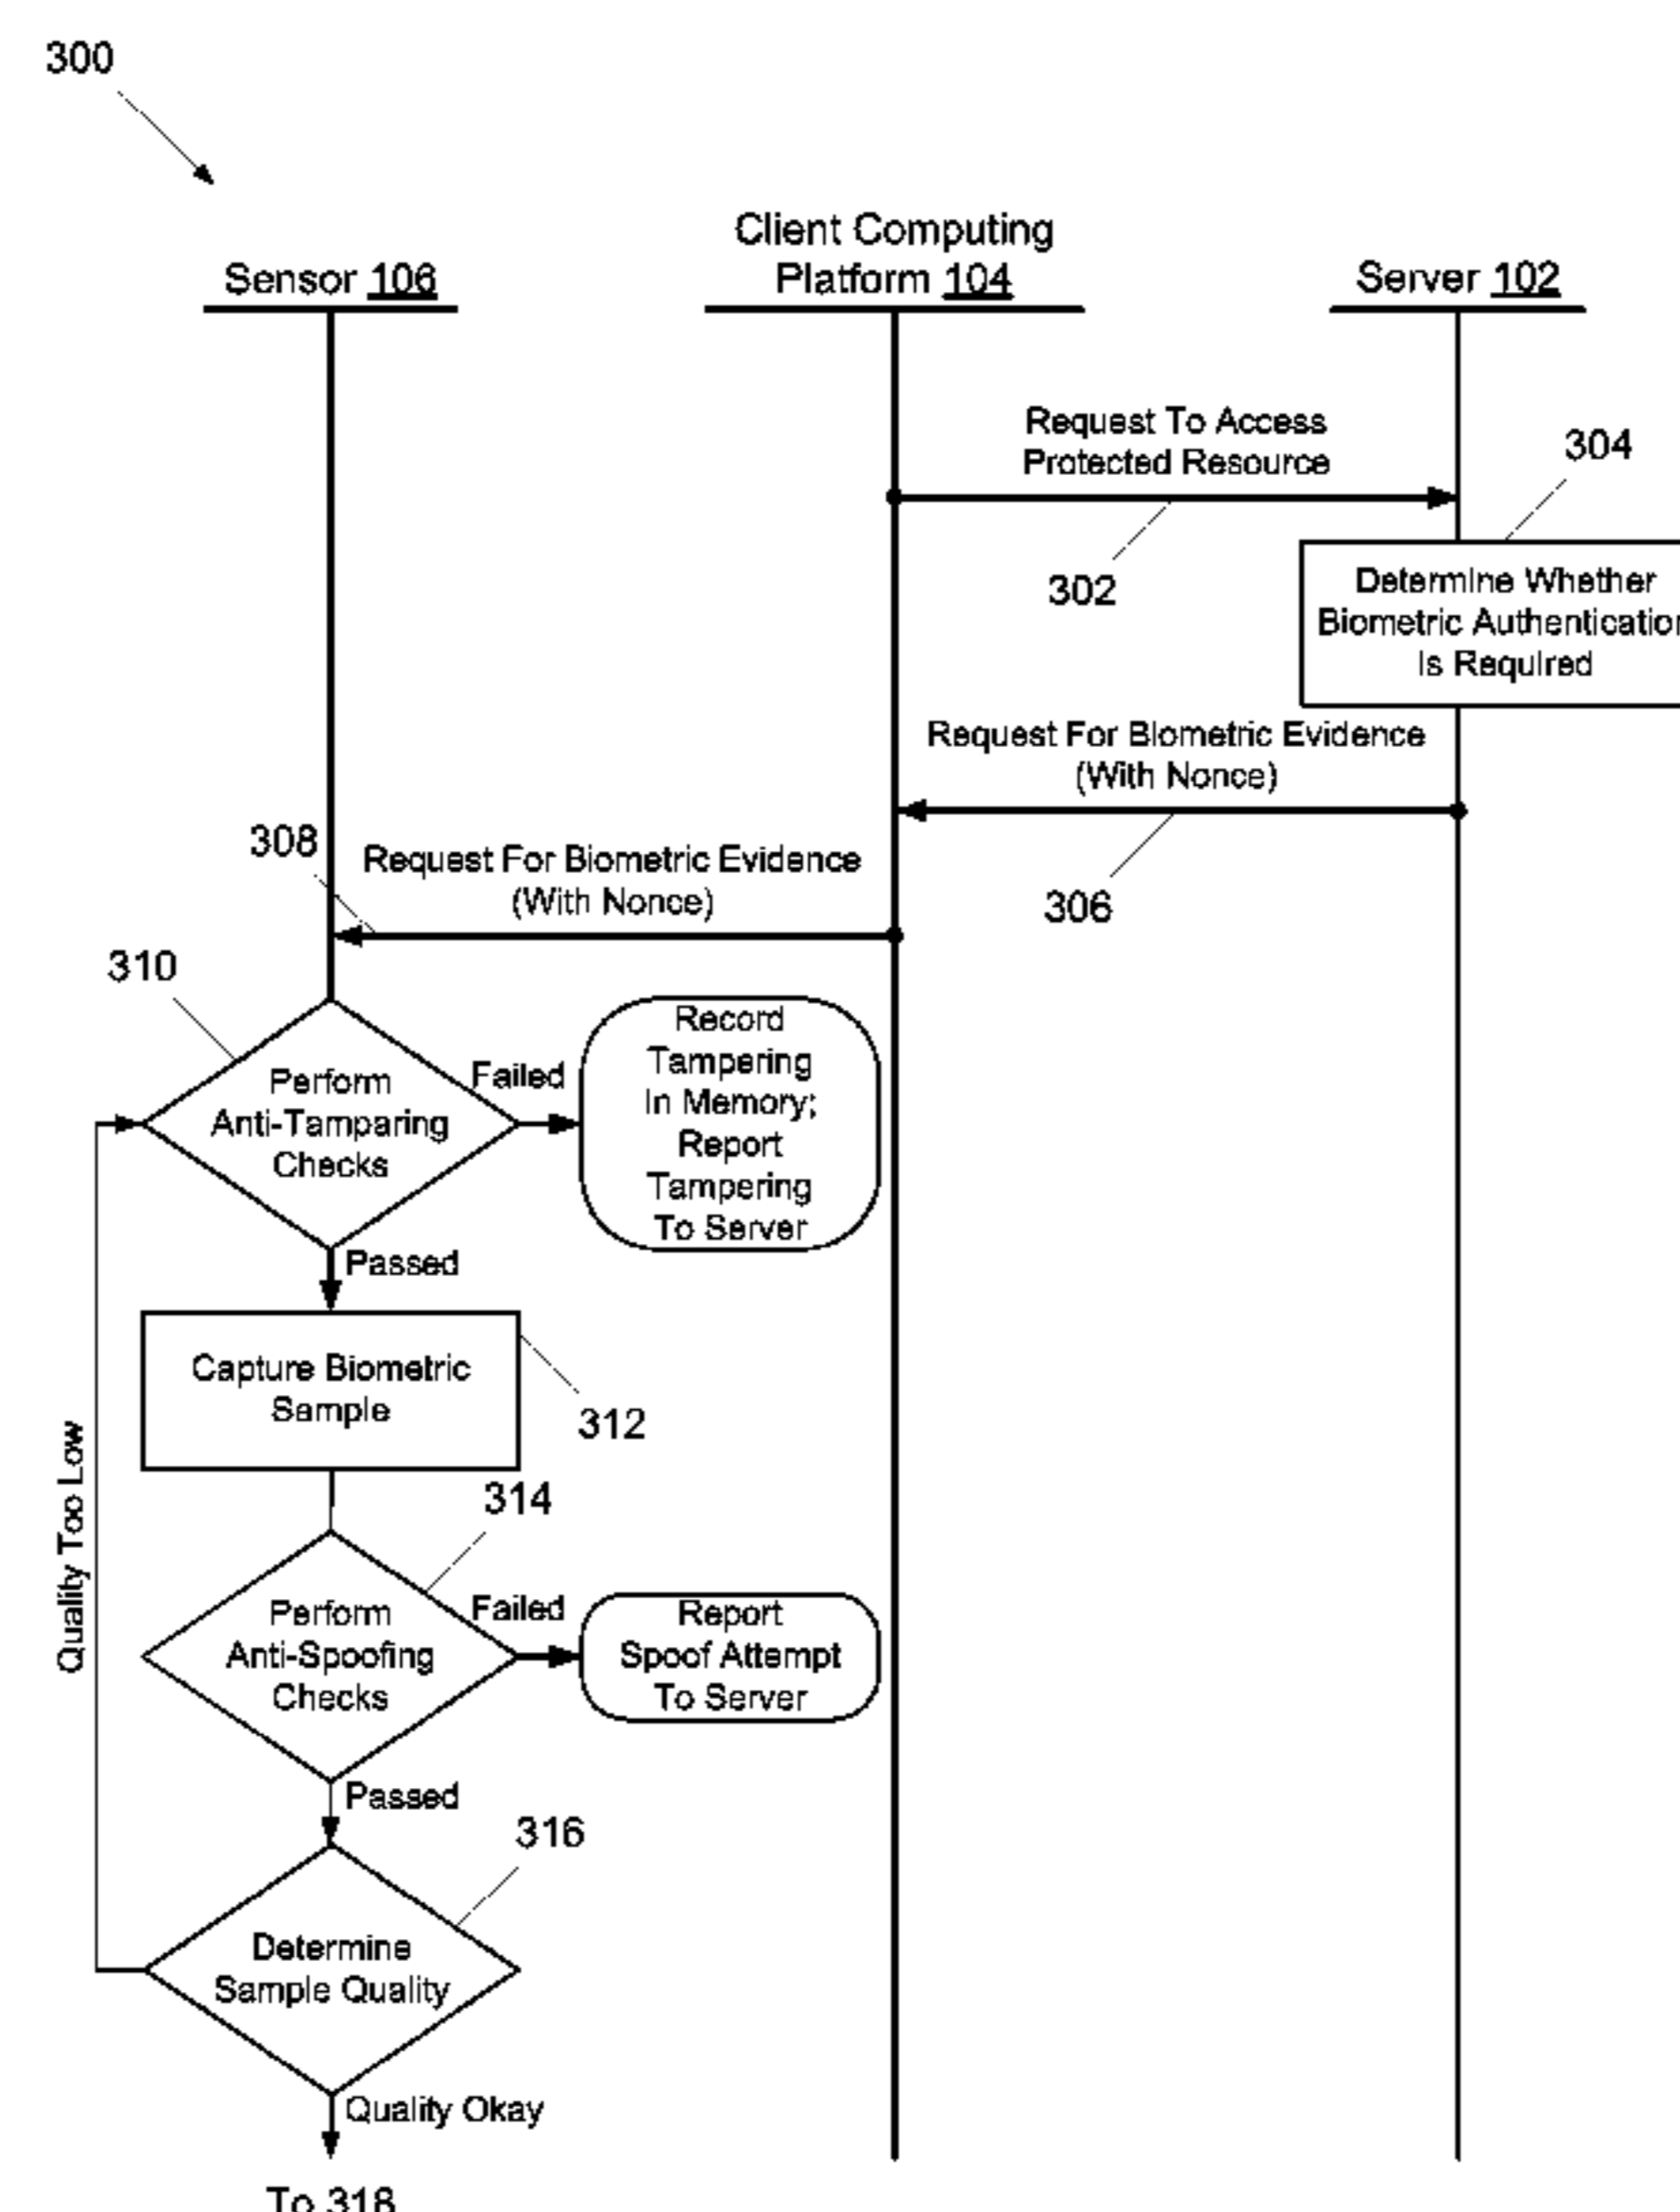 300
Client Computing
Sensor 106
Platform 104
Server 102
Request To Access
Protected Resource
304
302
Determine Whether
Biometric Authentication
Is Required
Request For Biometric Evidence
(With Nonce)
308
Request For Biometric Evidence
(With Nonce)
306
310
Record
Tampering
In Memory;
Report
Tampering
To Server
Failed
Perform
Anti-Tamparing
Checks
Passed
Capture Biometric
Sample
312
Quality Too Low
314
Failed
Perform
Anti-Spoofing
Checks
Report
Spoof Attempt
To Server
Passed
316
Determine
Sample Quality
Quality Okay
To 318